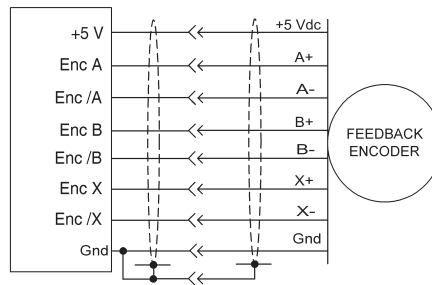 +5 V
+5 Vdc
Enc A
A+
Enc /A
A-
Enc B
B+
Enc /B
B-
Enc X
X+
Enc /X
X-
Gnd
Gnd
FEEDBACK
ENCODER